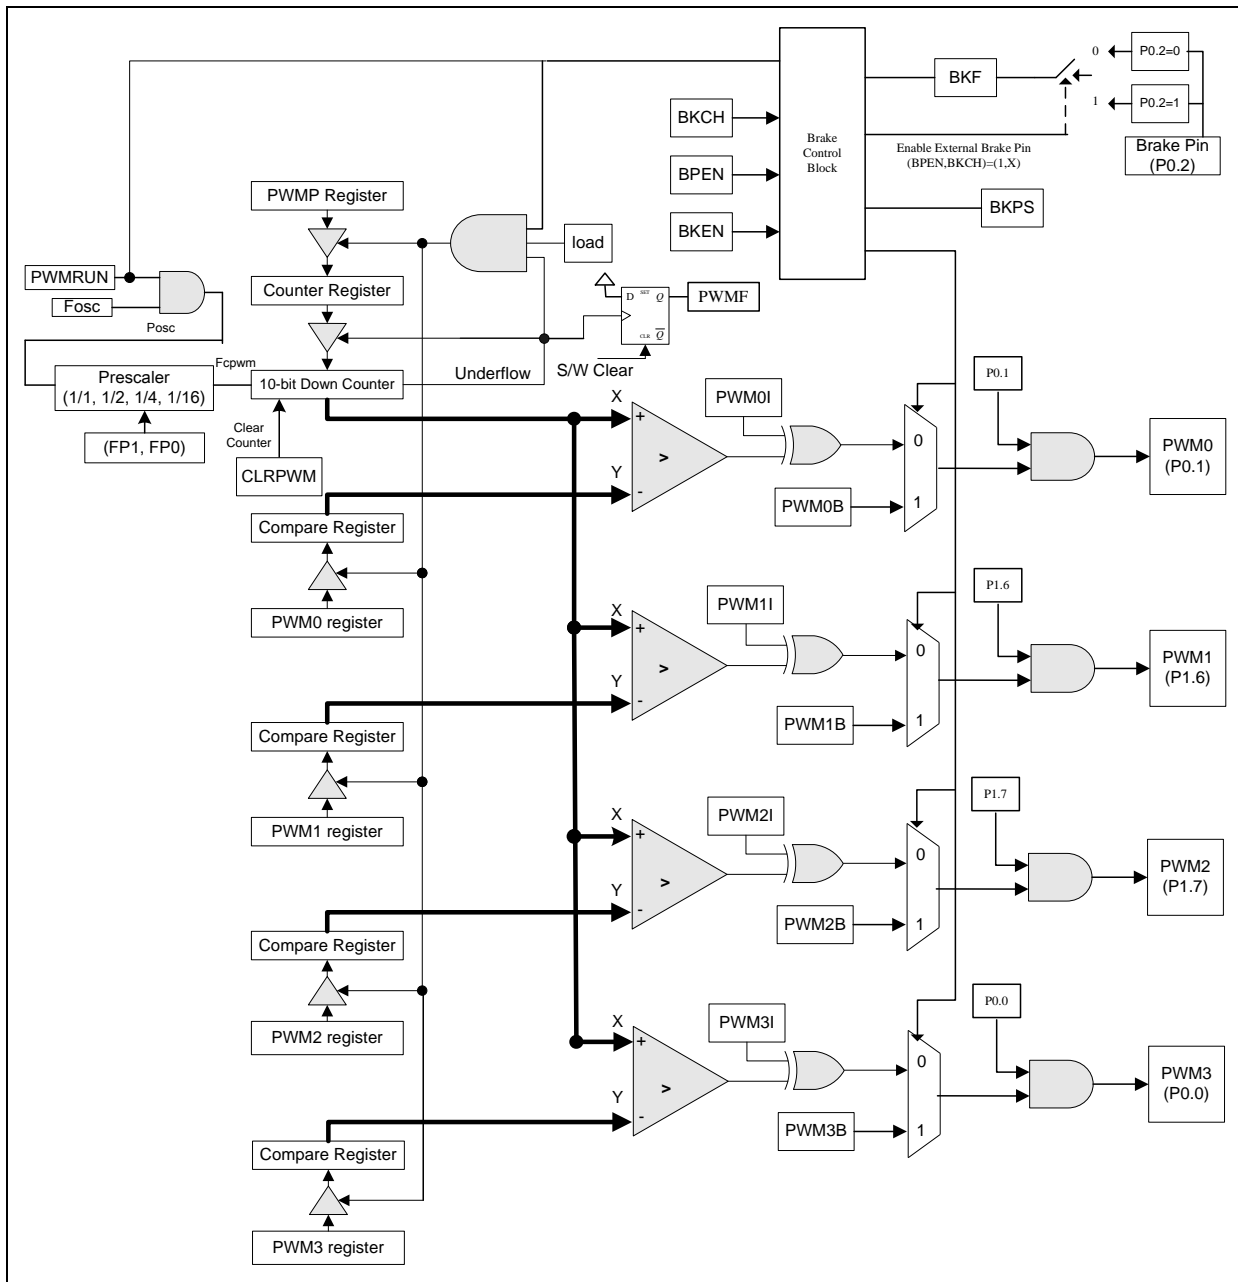 0
P0.2=0
BKF
1
P0.2=1
BKCH
Brake
Control
Block
Enable External Brake Pin
(BPEN,BKCH)=(1,X)
Brake Pin
(P0.2)
BPEN
PWMP Register
BKPS
BKEN
load
PWMRUN
Fosc
Posc
Counter Register
D
SET
Q
CLR
Q
PWMF
S/W Clear
Fcpwm
Prescaler
(1/1, 1/2, 1/4, 1/16)
10-bit Down Counter
Underflow
(FP1, FP0)
Clear
Counter
CLRPWM
X
+
>
Y
-
PWM0I
0
PWM0B
1
P0.1
PWM0
(P0.1)
Compare Register
PWM0 register
X
+
>
Y
-
PWM1I
0
PWM1B
1
P1.6
PWM1
(P1.6)
Compare Register
PWM1 register
X
+
>
Y
-
PWM2I
0
PWM2B
1
P1.7
PWM2
(P1.7)
Compare Register
PWM2 register
X
+
>
Y
-
PWM3I
0
PWM3B
1
P0.0
PWM3
(P0.0)
Compare Register
PWM3 register